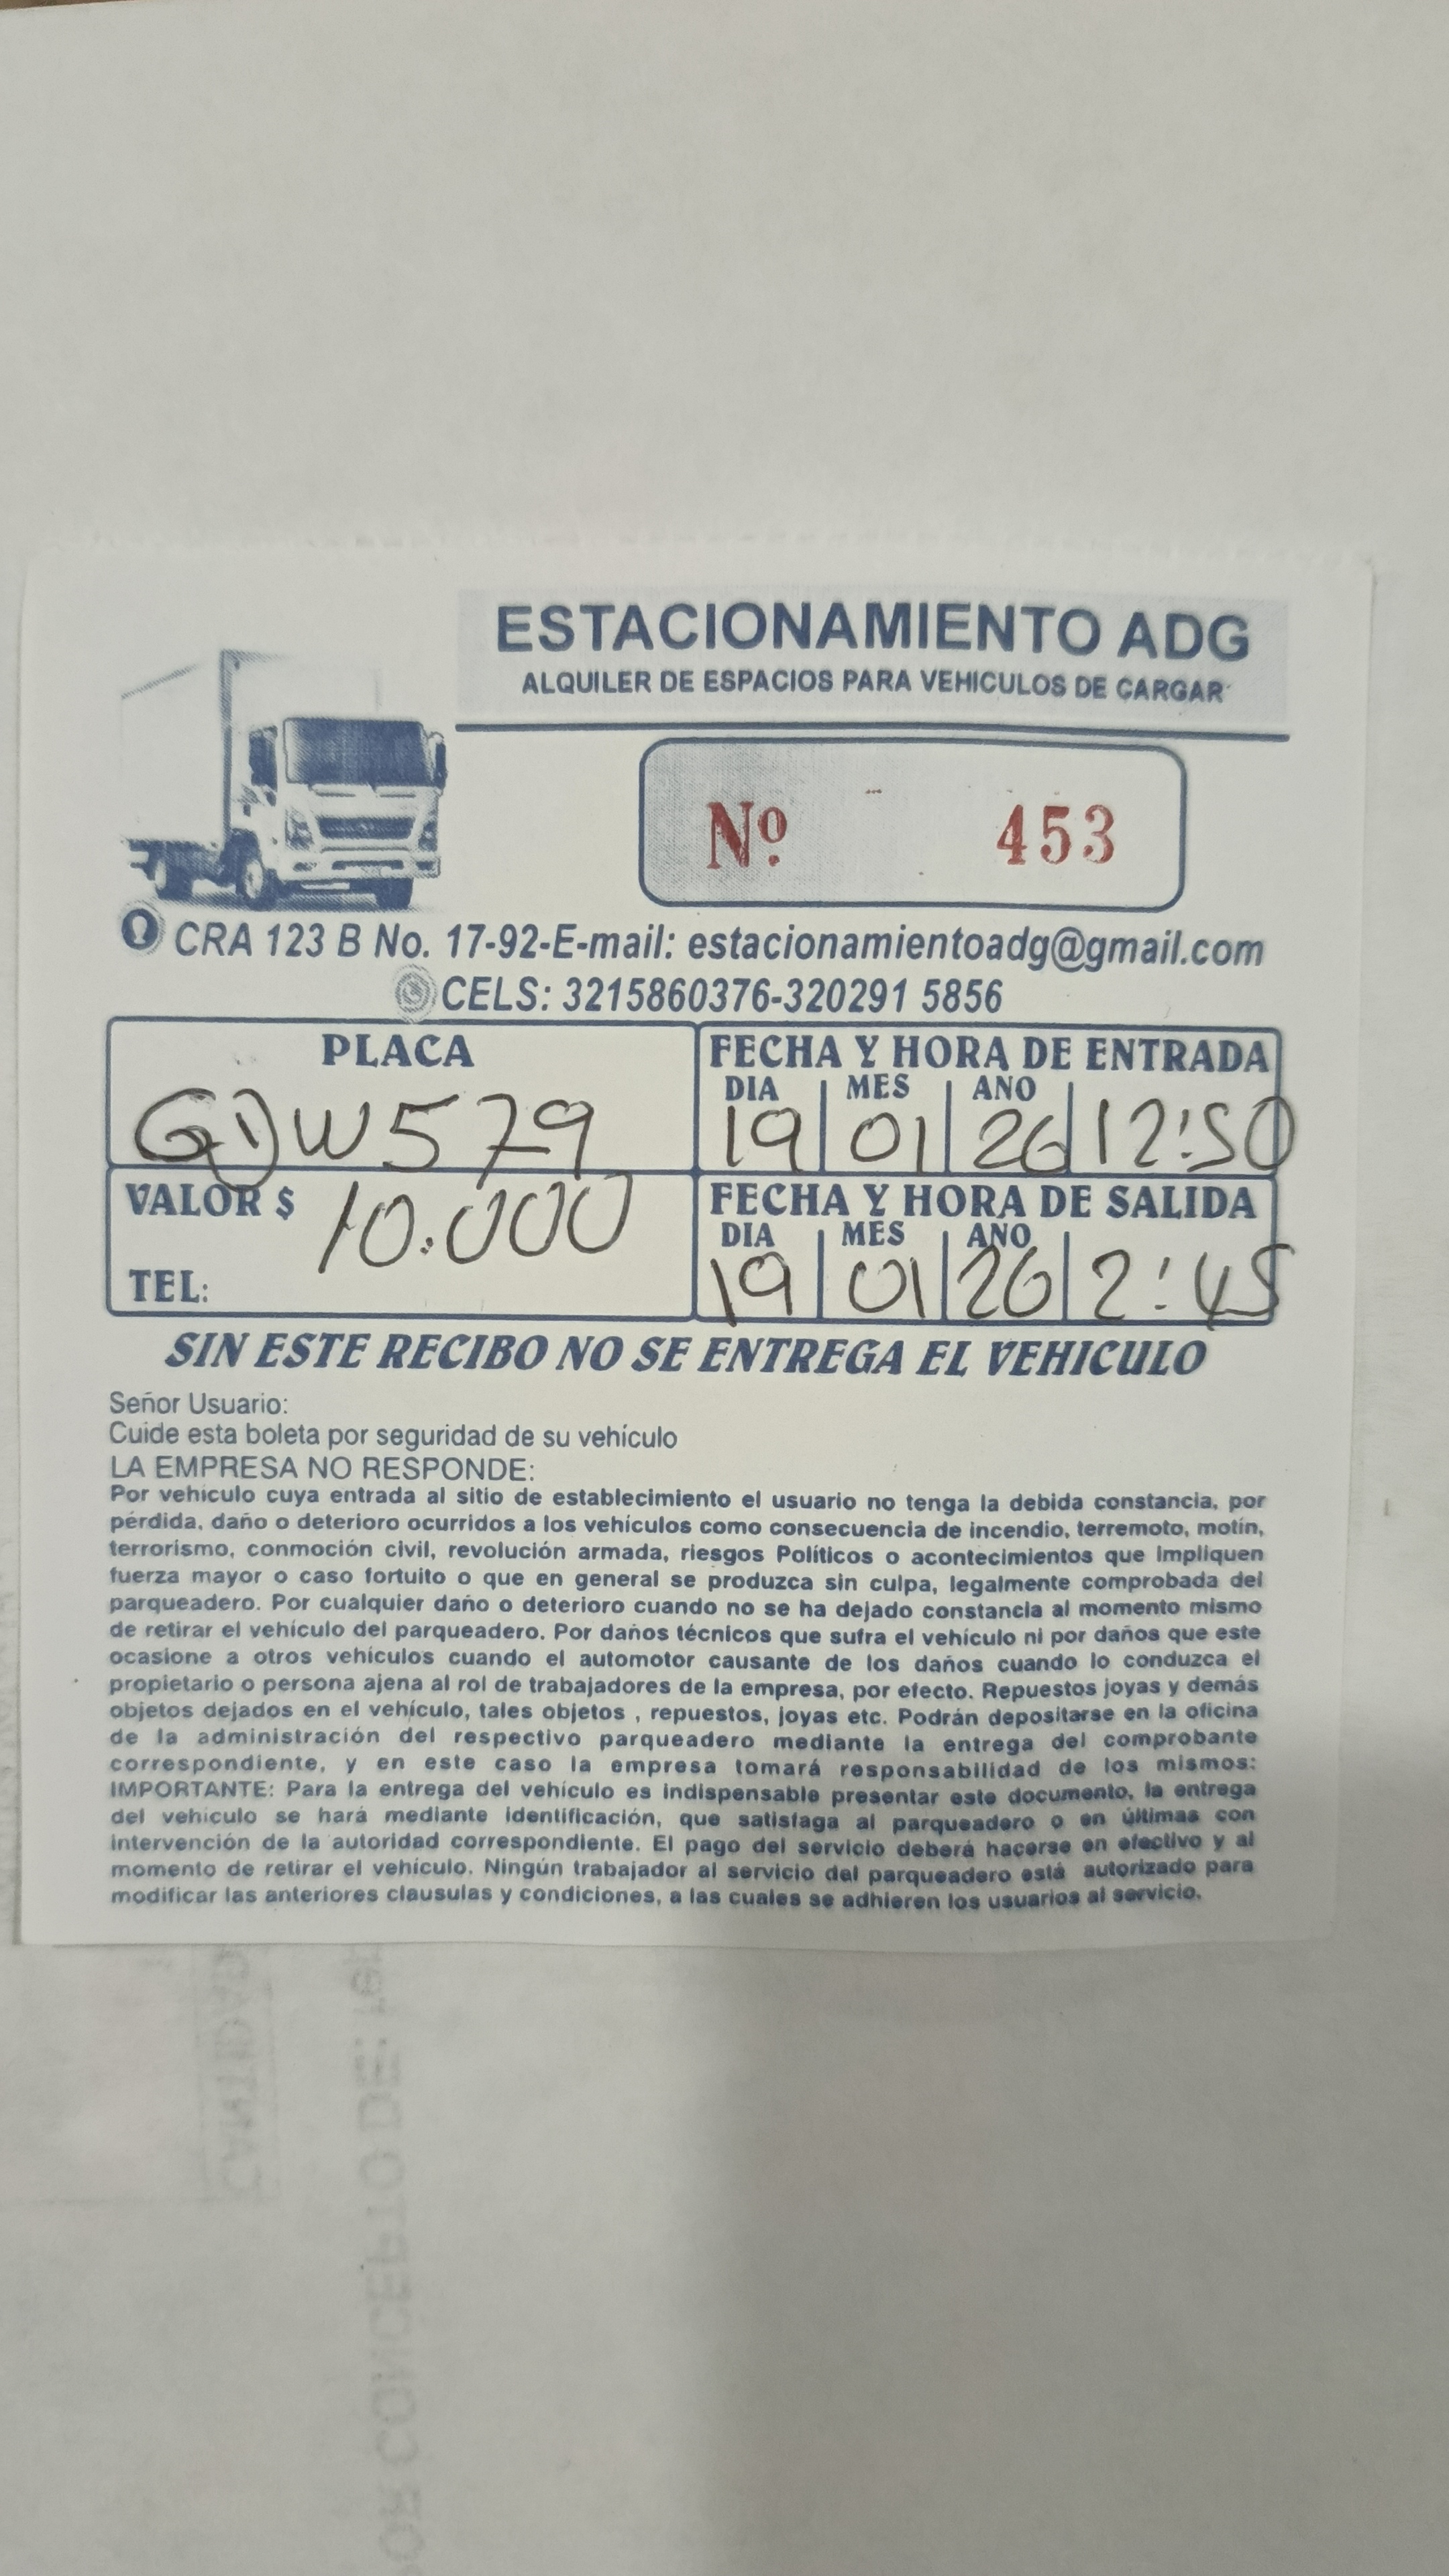 ESTACIONAMIENTO ADG
ALQUILER DE ESPACIOS PARA VEHICULOS DE CARGAR
Nº 453
CRA 123 B No. 17-92-E-mail: estacionamientoadg@gmail.com
CELS: 3215860376-320291 5856
PLACA
GDW579
FECHA Y HORA DE ENTRADA
DIA MES ANO
19 01 26 12:50
VALOR $ 10.000
TEL:
FECHA Y HORA DE SALIDA
DIA MES ANO
19 01 26 2:45
SIN ESTE RECIBO NO SE ENTREGA EL VEHICULO
Señor Usuario:
Cuide esta boleta por seguridad de su vehículo
LA EMPRESA NO RESPONDE:
Por vehículo cuya entrada al sitio de establecimiento el usuario no tenga la debida constancia, por
pérdida, daño o deterioro ocurridos a los vehículos como consecuencia de incendio, terremoto, motín,
terrorismo, conmoción civil, revolución armada, riesgos Políticos o acontecimientos que impliquen
fuerza mayor o caso fortuito o que en general se produzca sin culpa, legalmente comprobada del
parqueadero. Por cualquier daño o deterioro cuando no se ha dejado constancia al momento mismo
de retirar el vehículo del parqueadero. Por daños técnicos que sufra el vehículo ni por daños que este
ocasione a otros vehículos cuando el automotor causante de los daños cuando lo conduzca el
propietario o persona ajena al rol de trabajadores de la empresa, por efecto. Repuestos joyas y demás
objetos dejados en el vehículo, tales objetos , repuestos, joyas etc. Podrán depositarse en la oficina
de la administración del respectivo parqueadero mediante la entrega del comprobante
correspondiente, y en este caso la empresa tomará responsabilidad de los mismos:
IMPORTANTE: Para la entrega del vehículo es indispensable presentar este documento, la entrega
del vehículo se hará mediante identificación, que satisfaga al parqueadero o en últimas con
intervención de la autoridad correspondiente. El pago del servicio deberá hacerse en efectivo y al
momento de retirar el vehículo. Ningún trabajador al servicio del parqueadero está autorizado para
modificar las anteriores clausulas y condiciones, a las cuales se adhieren los usuarios al servicio.
CANTIDAD
POR CONCEPTO DE: